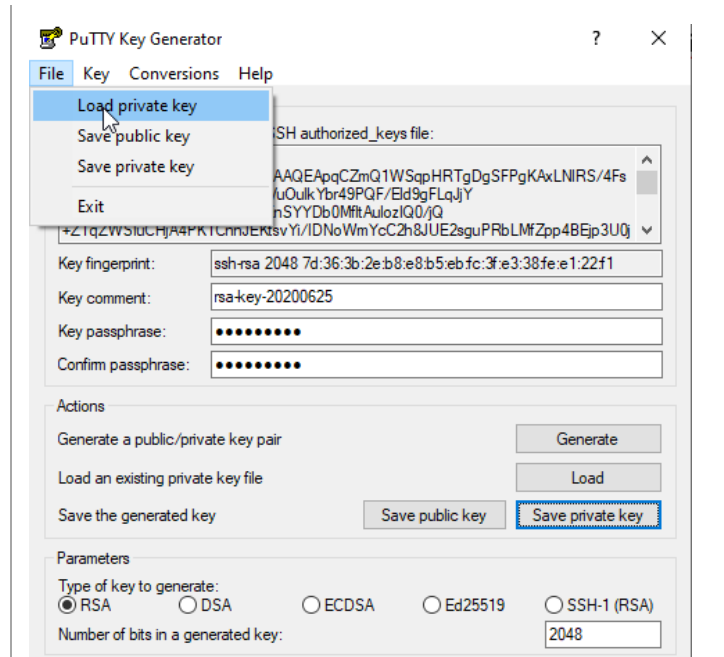 PuTTY Key Generator ? ×
File Key Conversions Help
Load private key
Save public key
SSH authorized_keys file:
Save private key
AAQEApqCZmQ1WSqpHRTgDgSFPgKAxLNIRS/4Fs
uOulkYbr49PQF/Eld9gFLqJjY
Exit
nSYYDb0MfltAulozIQ0/jQ
+Z1qZWSIuCHjA4PKTCnnJEKtsvYi/IDNoWmYcC2h8JUE2sguPRbLMfZpp4BEjp3U0j
Key fingerprint: ssh-rsa 2048 7d:36:3b:2e:b8:e8:b5:eb:fc:3f:e3:38:fe:e1:22:f1
Key comment: rsa-key-20200625
Key passphrase: ●●●●●●●●●
Confirm passphrase: ●●●●●●●●●
Actions
Generate a public/private key pair Generate
Load an existing private key file Load
Save the generated key Save public key Save private key
Parameters
Type of key to generate:
RSA DSA ECDSA Ed25519 SSH-1 (RSA)
Number of bits in a generated key: 2048